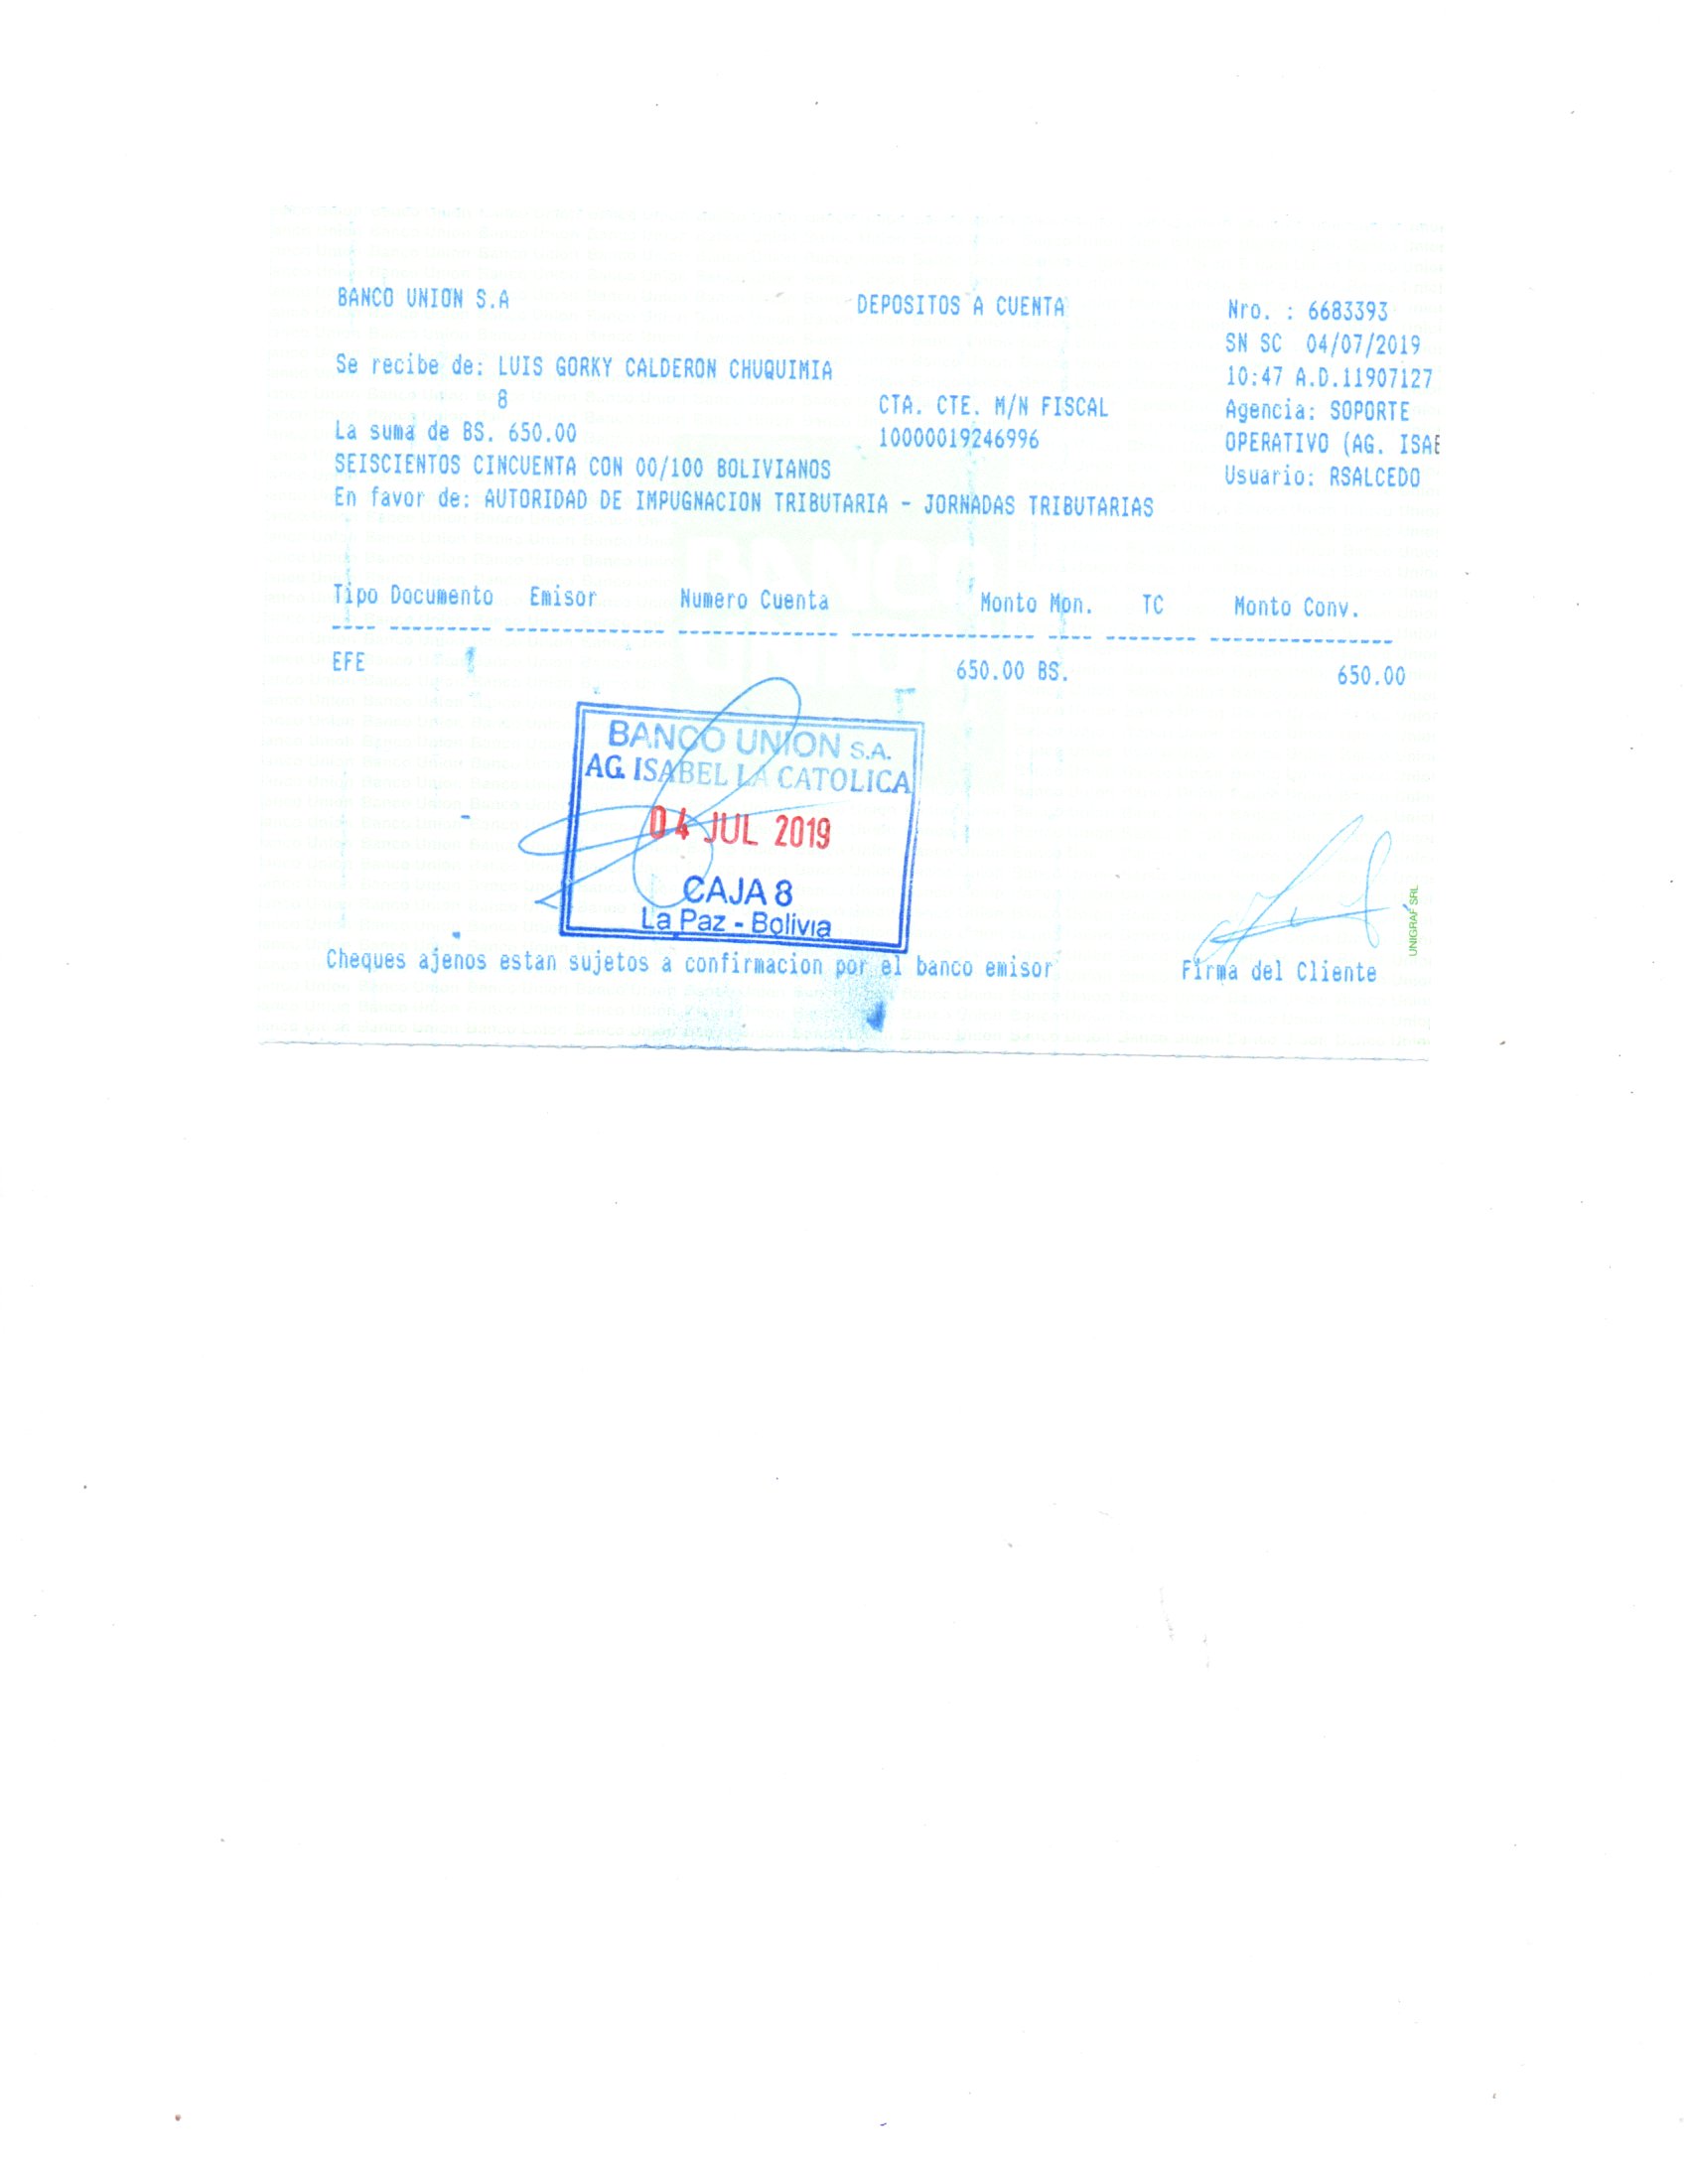 BANCO UNION S.A
DEPOSITOS A CUENTA
Nro. : 6683393
SN SC 04/07/2019
10:47 A.D.11907127
Agencia: SOPORTE
OPERATIVO (AG. ISAB
Usuario: RSALCEDO
Se recibe de: LUIS GORKY CALDERON CHUQUIMIA
8
CTA. CTE. M/N FISCAL
La suma de BS. 650.00
10000019246996
SEISCIENTOS CINCUENTA CON 00/100 BOLIVIANOS
En favor de: AUTORIDAD DE IMPUGNACION TRIBUTARIA - JORNADAS TRIBUTARIAS
Tipo Documento Emisor Numero Cuenta Monto Mon. TC Monto Conv.
EFE 650.00 BS. 650.00
BANCO UNION S.A.
AG. ISABEL LA CATOLICA
04 JUL 2019
CAJA 8
La Paz - Bolivia
Cheques ajenos estan sujetos a confirmacion por el banco emisor
Firma del Cliente
UNIGRAF SRL
BANCO